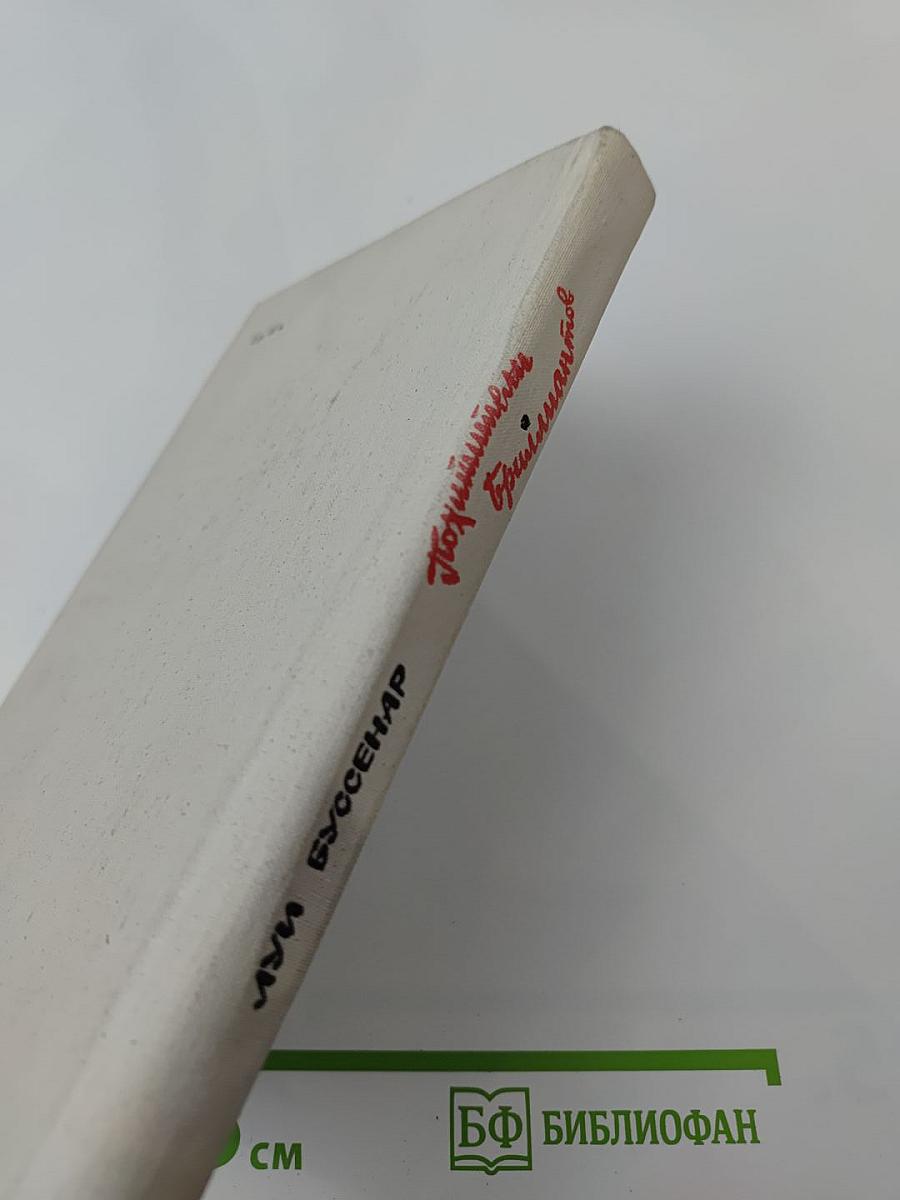 ЛУИ БУССЕНАР
Похитители
бриллиантов
см
БФ БИБЛИОФАН